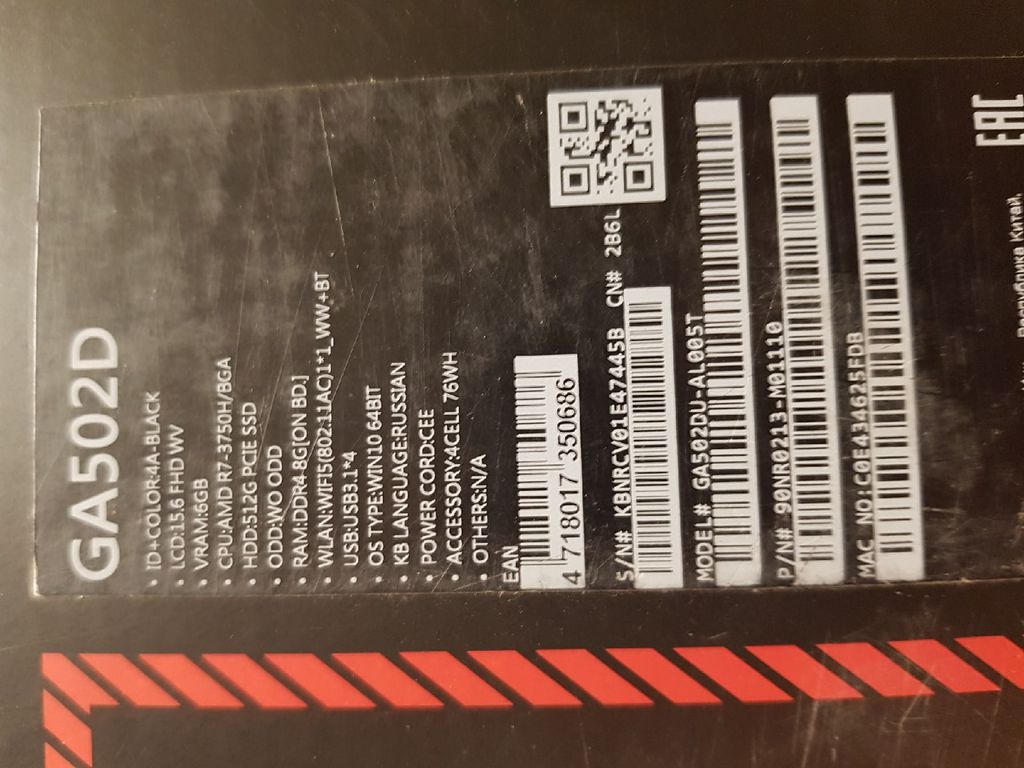 GA502D
• ID+COLOR:4A-BLACK
• LCD:15.6 FHD WV
• VRAM:6GB
• CPU:AMD R7-3750H/BGA
• HDD:512G PCIE SSD
• ODD:WO ODD
• RAM:DDR4 8G[ON BD.]
• WLAN:WIFI5(802.11AC)1*1_WW+BT
• USB:USB3.1*4
• OS TYPE:WIN10 64BIT
• KB LANGUAGE:RUSSIAN
• POWER CORD:CEE
• ACCESSORY:4CELL 76WH
• OTHERS:N/A
EAN
4 718017 350686
S/N# KBNRCV01E47445B CN# 2B6L
MODEL# GA502DU-AL005T
P/N# 90NR0213-M01110
MAC NO:C0E434625FDB
EAC
Республика Китай.